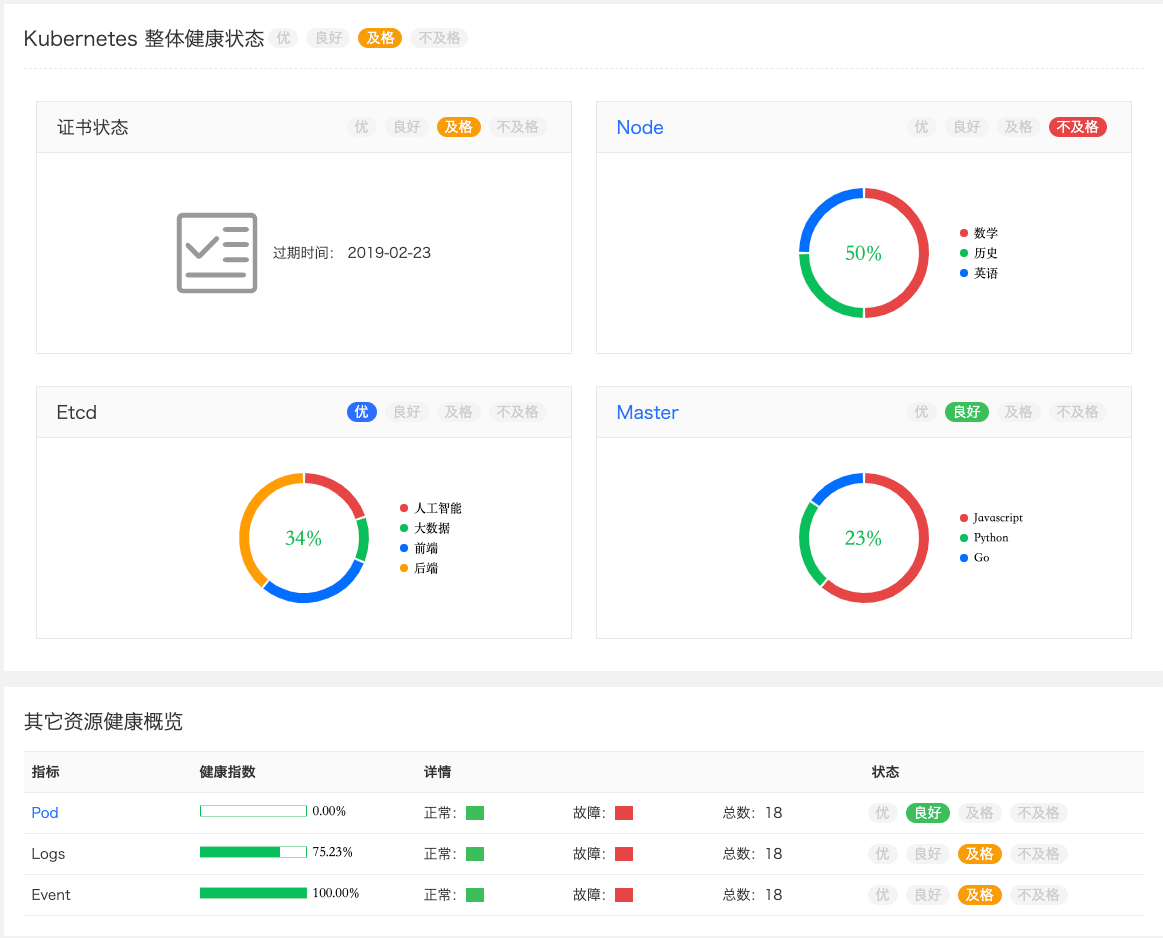 Kubernetes 整体健康状态 优 良好 及格 不及格
证书状态 优 良好 及格 不及格
过期时间： 2019-02-23
Node 优 良好 及格 不及格
50%
数学
历史
英语
Etcd 优 良好 及格 不及格
34%
人工智能
大数据
前端
后端
Master 优 良好 及格 不及格
23%
Javascript
Python
Go
其它资源健康概览
指标 健康指数 详情 状态
Pod 0.00% 正常： 故障： 总数：18 优 良好 及格 不及格
Logs 75.23% 正常： 故障： 总数：18 优 良好 及格 不及格
Event 100.00% 正常： 故障： 总数：18 优 良好 及格 不及格